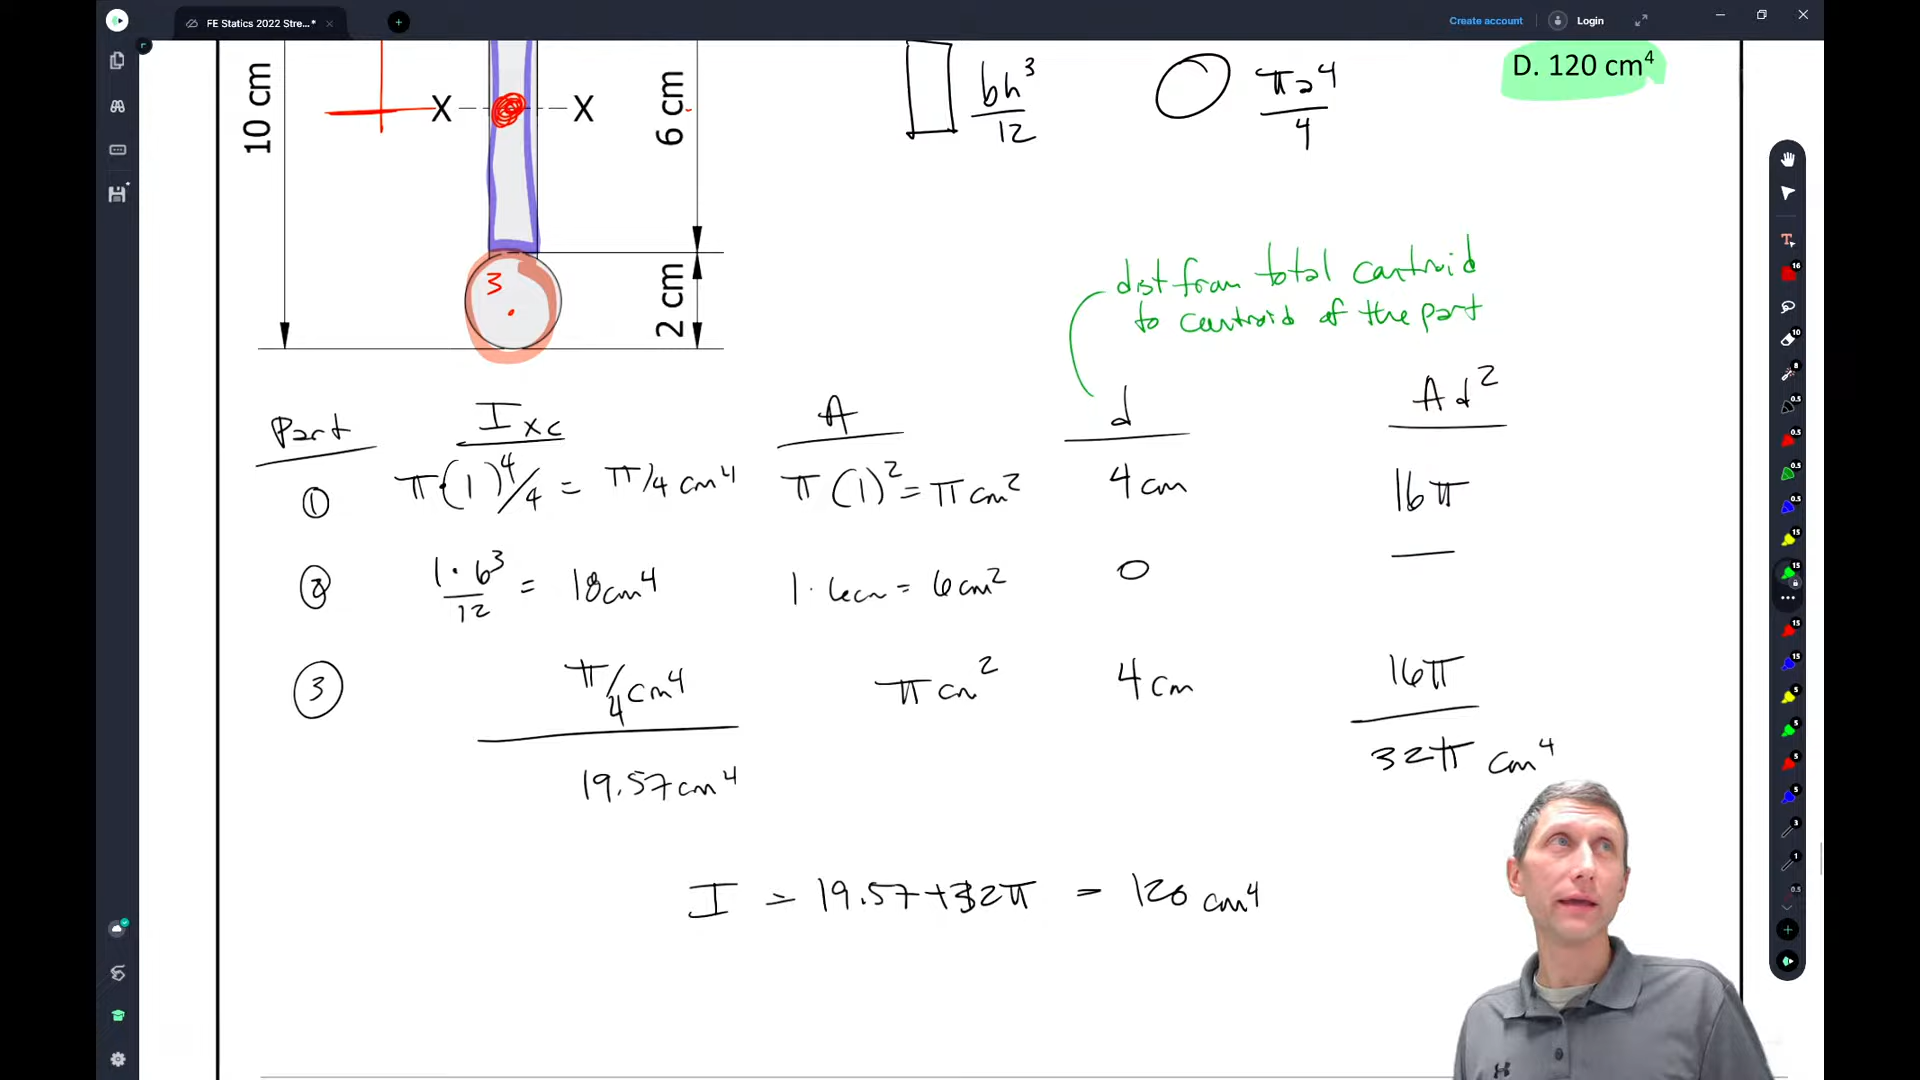 FE Statics 2022 Stre...*
Create account
Login
10 cm
X
X
6 cm
2 cm
3
bh³
12
πa⁴
4
D. 120 cm⁴
dist from total centroid
to centroid of the part
Part
Ixc
A
d
Ad²
①
π·(1)⁴/4 = π/4 cm⁴
π(1)² = π cm²
4 cm
16π
②
1·6³
12
= 18 cm⁴
1·6cm = 6 cm²
0
—
③
π/4 cm⁴
π cm²
4 cm
16π
19.57 cm⁴
32π cm⁴
I = 19.57+32π = 120 cm⁴